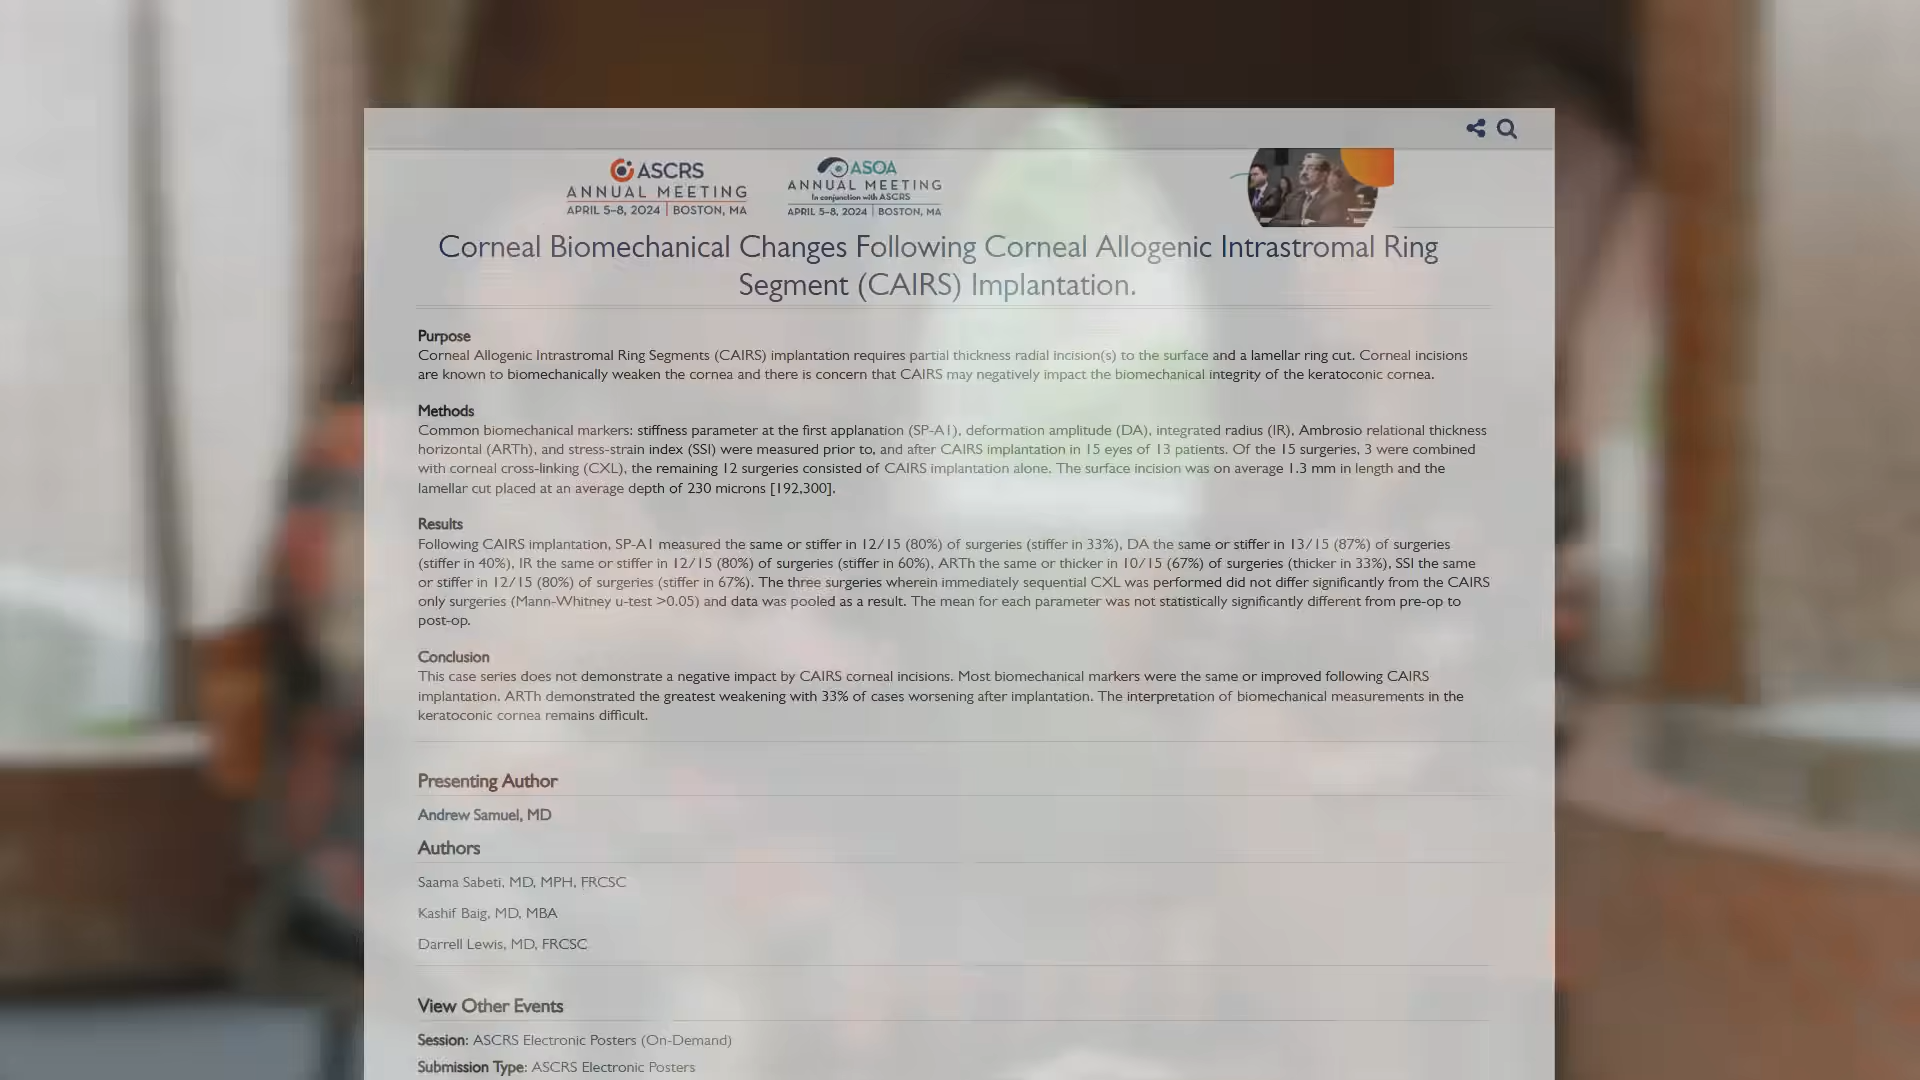 ASCRS
ANNUAL MEETING
APRIL 5–8, 2024 | BOSTON, MA
ASOA
ANNUAL MEETING
In conjunction with ASCRS
APRIL 5–8, 2024 | BOSTON, MA
Corneal Biomechanical Changes Following Corneal Allogenic Intrastromal Ring
Segment (CAIRS) Implantation.
Purpose
Corneal Allogenic Intrastromal Ring Segments (CAIRS) implantation requires partial thickness radial incision(s) to the surface and a lamellar ring cut. Corneal incisions
are known to biomechanically weaken the cornea and there is concern that CAIRS may negatively impact the biomechanical integrity of the keratoconic cornea.
Methods
Common biomechanical markers: stiffness parameter at the first applanation (SP-A1), deformation amplitude (DA), integrated radius (IR), Ambrosio relational thickness
horizontal (ARTh), and stress-strain index (SSI) were measured prior to, and after CAIRS implantation in 15 eyes of 13 patients. Of the 15 surgeries, 3 were combined
with corneal cross-linking (CXL), the remaining 12 surgeries consisted of CAIRS implantation alone. The surface incision was on average 1.3 mm in length and the
lamellar cut placed at an average depth of 230 microns [192,300].
Results
Following CAIRS implantation, SP-A1 measured the same or stiffer in 12/15 (80%) of surgeries (stiffer in 33%), DA the same or stiffer in 13/15 (87%) of surgeries
(stiffer in 40%), IR the same or stiffer in 12/15 (80%) of surgeries (stiffer in 60%), ARTh the same or thicker in 10/15 (67%) of surgeries (thicker in 33%), SSI the same
or stiffer in 12/15 (80%) of surgeries (stiffer in 67%). The three surgeries wherein immediately sequential CXL was performed did not differ significantly from the CAIRS
only surgeries (Mann-Whitney u-test >0.05) and data was pooled as a result. The mean for each parameter was not statistically significantly different from pre-op to
post-op.
Conclusion
This case series does not demonstrate a negative impact by CAIRS corneal incisions. Most biomechanical markers were the same or improved following CAIRS
implantation. ARTh demonstrated the greatest weakening with 33% of cases worsening after implantation. The interpretation of biomechanical measurements in the
keratoconic cornea remains difficult.
Presenting Author
Andrew Samuel, MD
Authors
Saama Sabeti, MD, MPH, FRCSC
Kashif Baig, MD, MBA
Darrell Lewis, MD, FRCSC
View Other Events
Session: ASCRS Electronic Posters (On-Demand)
Submission Type: ASCRS Electronic Posters